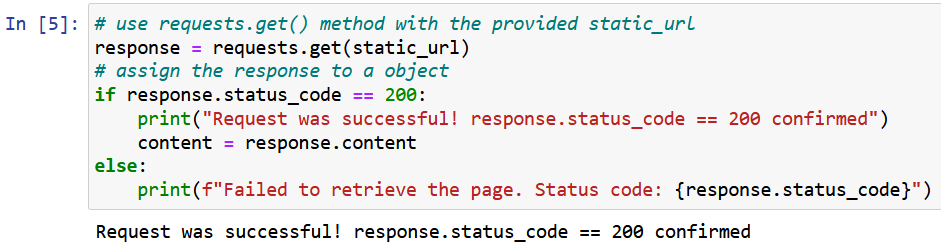 In [5]: # use requests.get() method with the provided static_url
response = requests.get(static_url)
# assign the response to a object
if response.status_code == 200:
    print("Request was successful! response.status_code == 200 confirmed")
    content = response.content
else:
    print(f"Failed to retrieve the page. Status code: {response.status_code}")
Request was successful! response.status_code == 200 confirmed